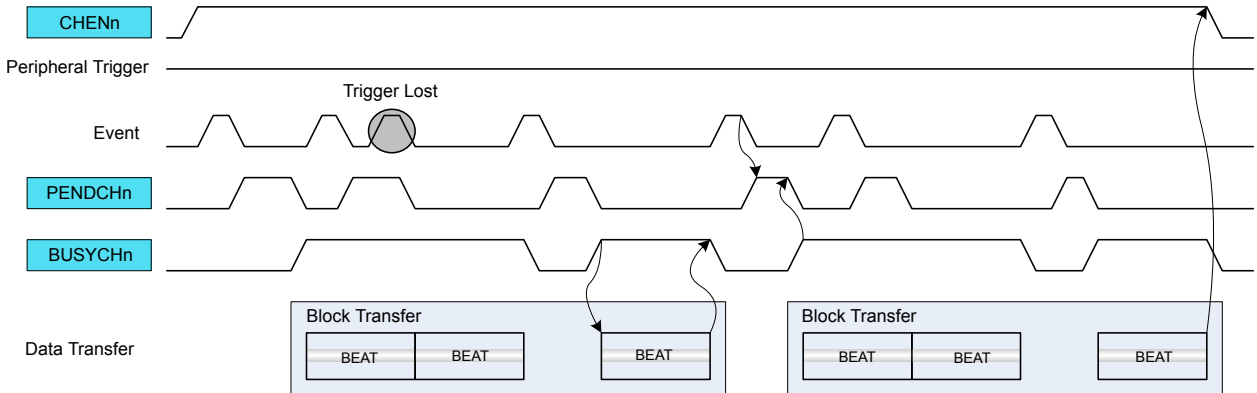 CHENn
Peripheral Trigger
Trigger Lost
Event
PENDCHn
BUSYCHn
Block Transfer
Block Transfer
Data Transfer
BEAT
BEAT
BEAT
BEAT
BEAT
BEAT